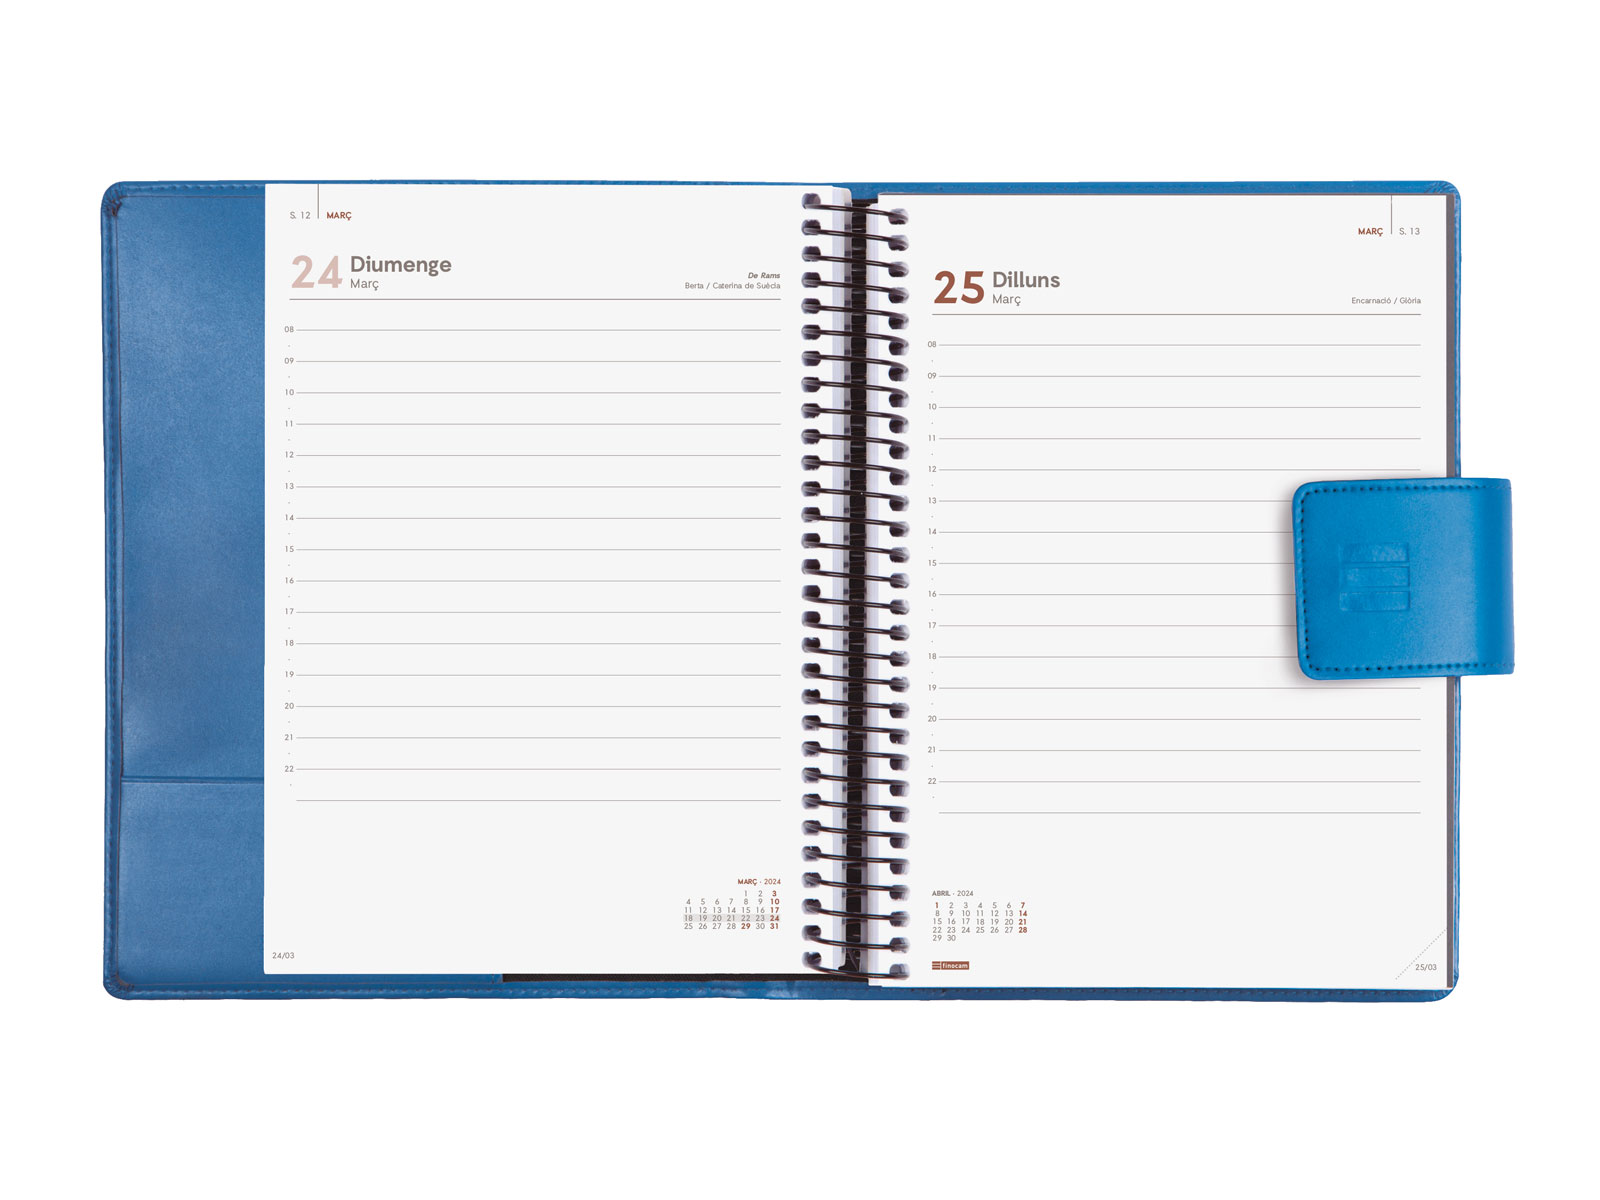 S. 12 MARÇ
24 Diumenge
Març
De Rams
Berta / Caterina de Suècia
08
09
10
11
12
13
14
15
16
17
18
19
20
21
22
MARÇ · 2024
1 2 3
4 5 6 7 8 9 10
11 12 13 14 15 16 17
18 19 20 21 22 23 24
25 26 27 28 29 30 31
24/03
MARÇ S. 13
25 Dilluns
Març
Encarnació / Glòria
08
09
10
11
12
13
14
15
16
17
18
19
20
21
22
ABRIL · 2024
1 2 3 4 5 6 7
8 9 10 11 12 13 14
15 16 17 18 19 20 21
22 23 24 25 26 27 28
29 30
finocam
25/03